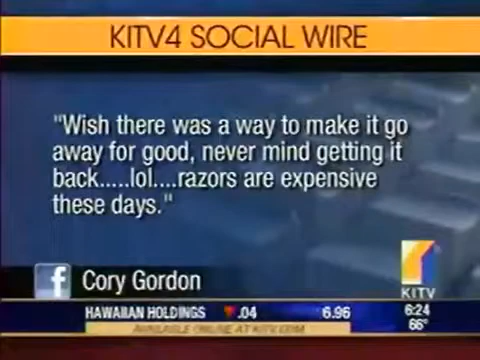 KITV4 SOCIAL WIRE
"Wish there was a way to make it go
away for good, never mind getting it
back.....lol....razors are expensive
these days."
f Cory Gordon
4
KITV
HAWAIIAN HOLDINGS ▼ .04 6.96 6:24
AVAILABLE ONLINE AT KITV.COM 66°